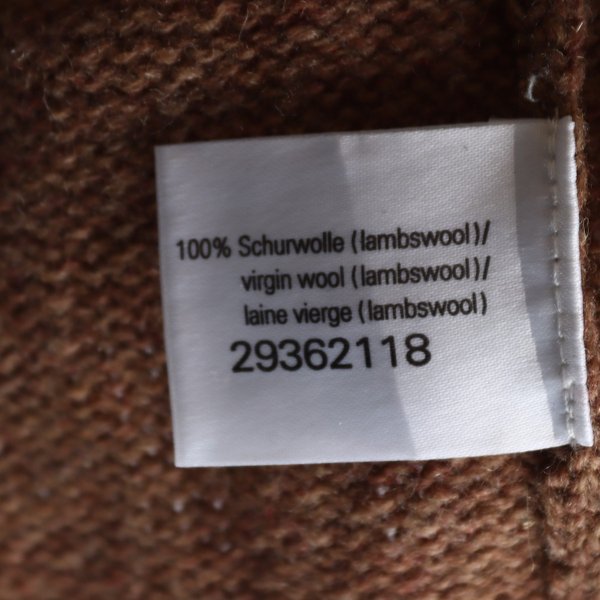 100% Schurwolle (lambswool)/
virgin wool (lambswool)/
laine vierge (lambswool)
29362118